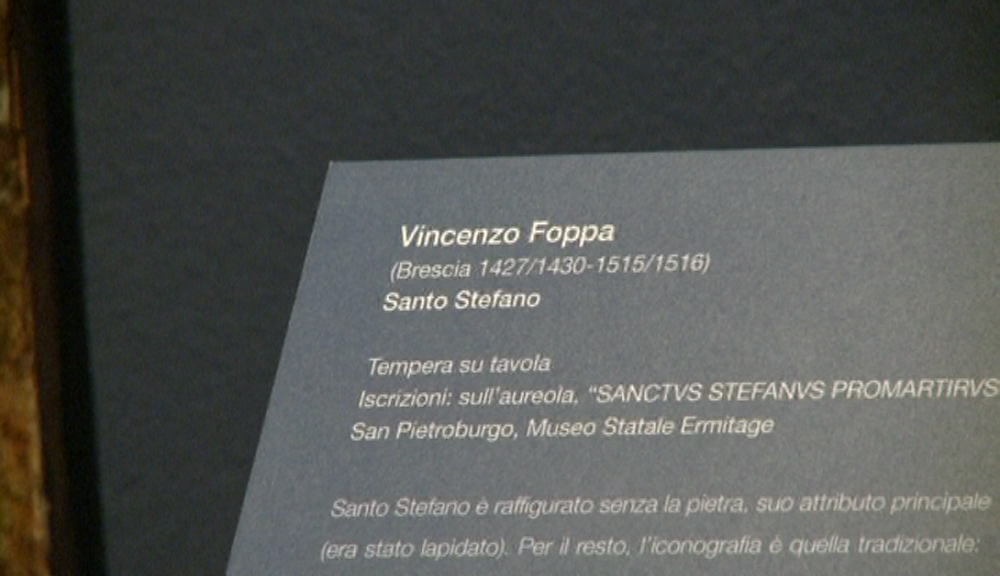 Vincenzo Foppa
(Brescia 1427/1430-1515/1516)
Santo Stefano
Tempera su tavola
Iscrizioni: sull'aureola, “SANCTVS STEFANVS PROMARTIRVS
San Pietroburgo, Museo Statale Ermitage
Santo Stefano è raffigurato senza la pietra, suo attributo principale
(era stato lapidato). Per il resto, l'iconografia è quella tradizionale: